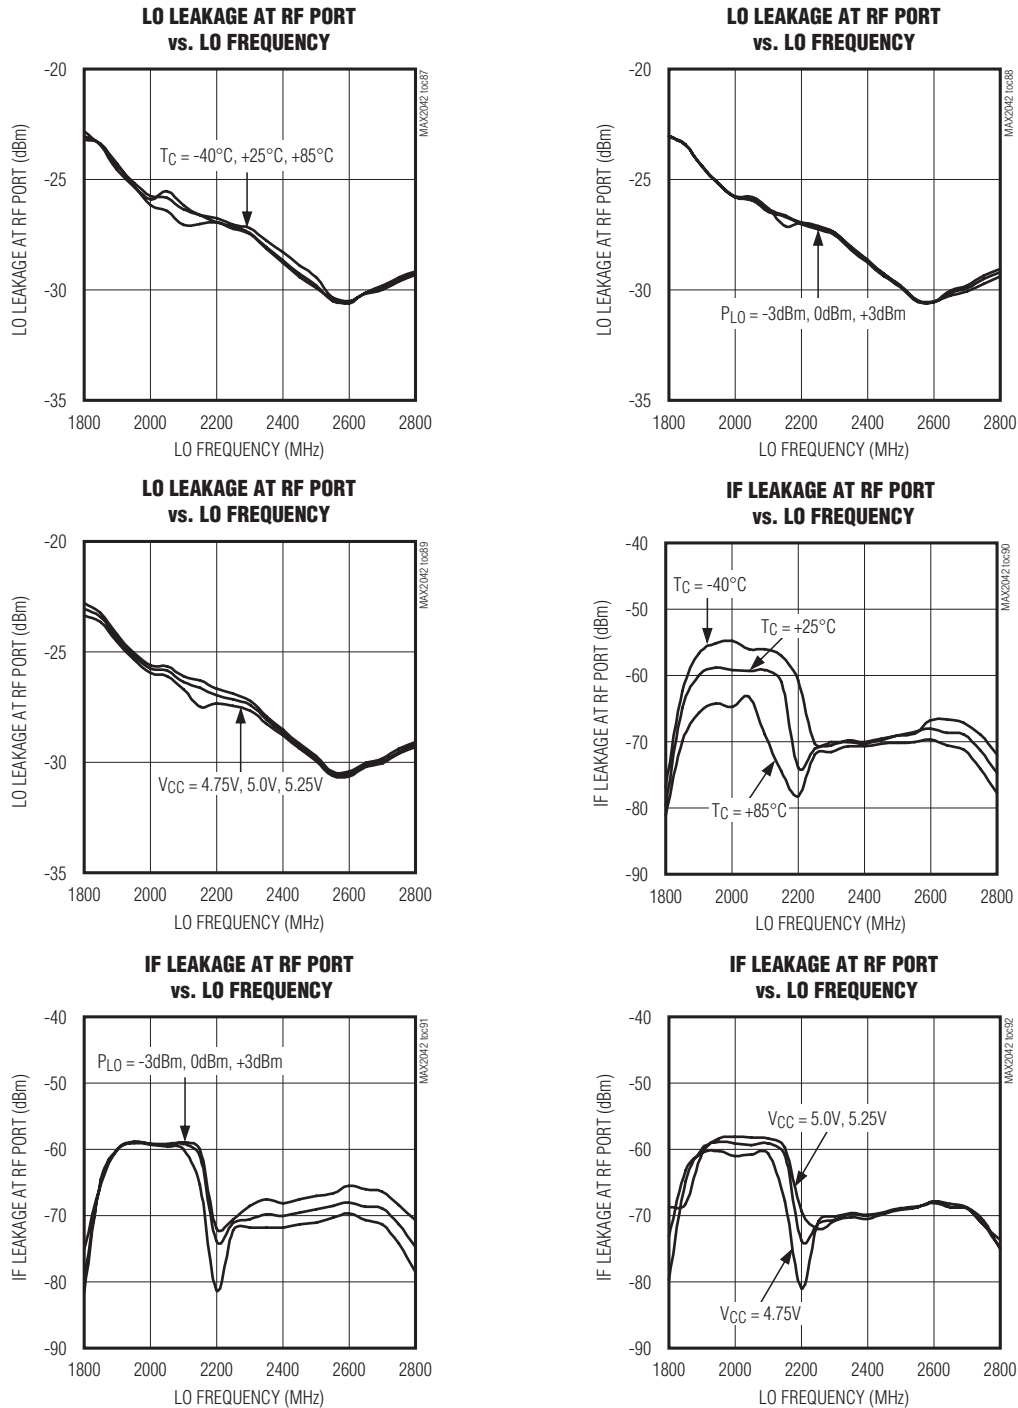 LO LEAKAGE AT RF PORT
vs. LO FREQUENCY
-20
-25
-30
-35
LO LEAKAGE AT RF PORT (dBm)
TC = -40°C, +25°C, +85°C
MAX2042 toc87
1800 2000 2200 2400 2600 2800
LO FREQUENCY (MHz)
LO LEAKAGE AT RF PORT
vs. LO FREQUENCY
-20
-25
-30
-35
LO LEAKAGE AT RF PORT (dBm)
PLO = -3dBm, 0dBm, +3dBm
MAX2042 toc88
1800 2000 2200 2400 2600 2800
LO FREQUENCY (MHz)
LO LEAKAGE AT RF PORT
vs. LO FREQUENCY
-20
-25
-30
-35
LO LEAKAGE AT RF PORT (dBm)
VCC = 4.75V, 5.0V, 5.25V
MAX2042 toc89
1800 2000 2200 2400 2600 2800
LO FREQUENCY (MHz)
IF LEAKAGE AT RF PORT
vs. LO FREQUENCY
-40
-50
-60
-70
-80
-90
IF LEAKAGE AT RF PORT (dBm)
TC = -40°C
TC = +25°C
TC = +85°C
MAX2042 toc90
1800 2000 2200 2400 2600 2800
LO FREQUENCY (MHz)
IF LEAKAGE AT RF PORT
vs. LO FREQUENCY
-40
-50
-60
-70
-80
-90
IF LEAKAGE AT RF PORT (dBm)
PLO = -3dBm, 0dBm, +3dBm
MAX2042 toc91
1800 2000 2200 2400 2600 2800
LO FREQUENCY (MHz)
IF LEAKAGE AT RF PORT
vs. LO FREQUENCY
-40
-50
-60
-70
-80
-90
IF LEAKAGE AT RF PORT (dBm)
VCC = 5.0V, 5.25V
VCC = 4.75V
MAX2042 toc92
1800 2000 2200 2400 2600 2800
LO FREQUENCY (MHz)